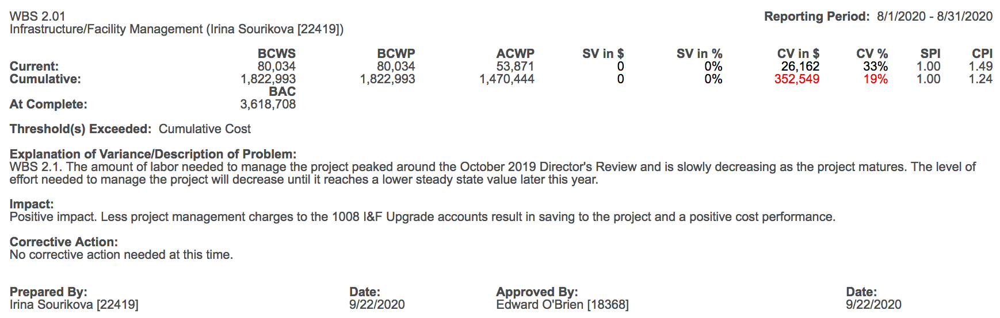 WBS 2.01 Reporting Period: 8/1/2020 - 8/31/2020
Infrastructure/Facility Management (Irina Sourikova [22419])
BCWS BCWP ACWP SV in $ SV in % CV in $ CV % SPI CPI
Current: 80,034 80,034 53,871 0 0% 26,162 33% 1.00 1.49
Cumulative: 1,822,993 1,822,993 1,470,444 0 0% 352,549 19% 1.00 1.24
BAC
At Complete: 3,618,708
Threshold(s) Exceeded: Cumulative Cost
Explanation of Variance/Description of Problem:
WBS 2.1. The amount of labor needed to manage the project peaked around the October 2019 Director's Review and is slowly decreasing as the project matures. The level of
effort needed to manage the project will decrease until it reaches a lower steady state value later this year.
Impact:
Positive impact. Less project management charges to the 1008 I&F Upgrade accounts result in saving to the project and a positive cost performance.
Corrective Action:
No corrective action needed at this time.
Prepared By: Date: Approved By: Date:
Irina Sourikova [22419] 9/22/2020 Edward O'Brien [18368] 9/22/2020